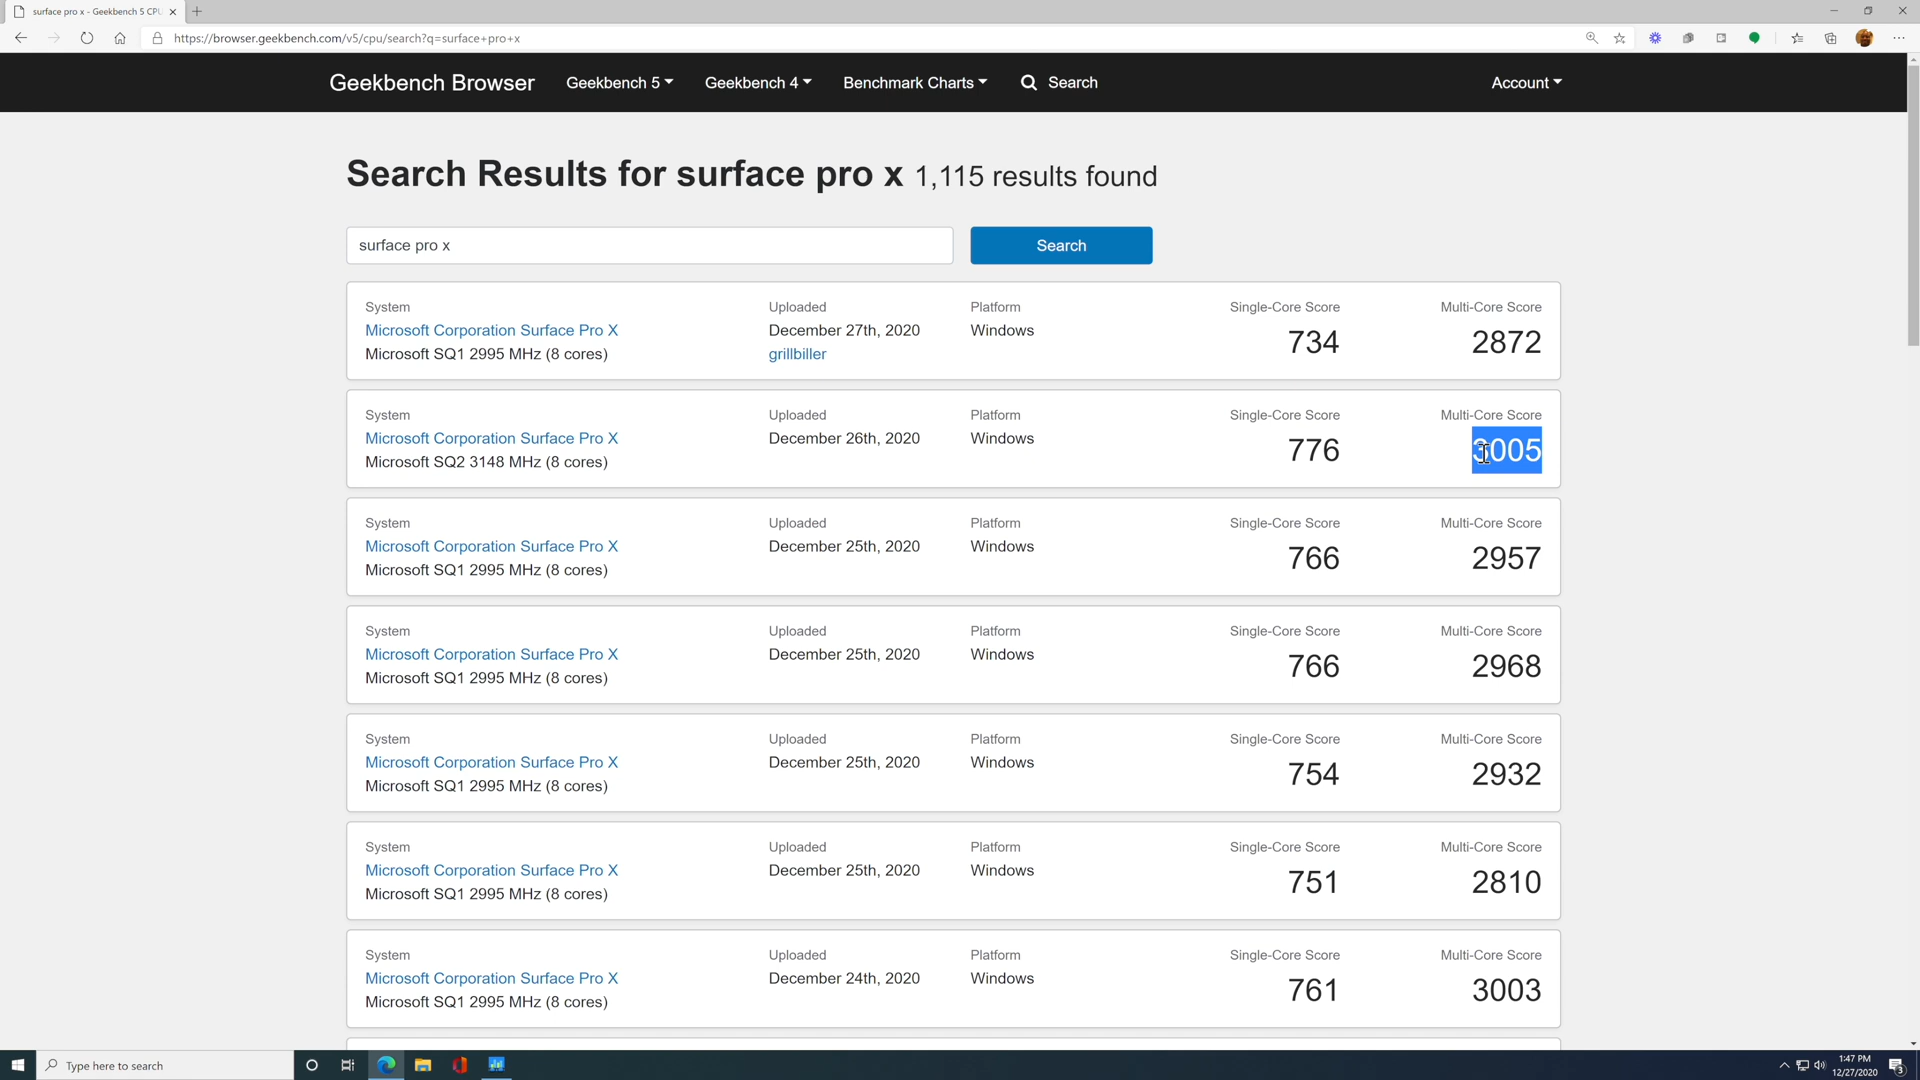 surface pro x - Geekbench 5 CPU
https://browser.geekbench.com/v5/cpu/search?q=surface+pro+x
Geekbench Browser Geekbench 5 Geekbench 4 Benchmark Charts Search Account
Search Results for surface pro x 1,115 results found
surface pro x Search
System Uploaded Platform Single-Core Score Multi-Core Score
Microsoft Corporation Surface Pro X December 27th, 2020 Windows 734 2872
Microsoft SQ1 2995 MHz (8 cores) grillbiller
System Uploaded Platform Single-Core Score Multi-Core Score
Microsoft Corporation Surface Pro X December 26th, 2020 Windows 776 3005
Microsoft SQ2 3148 MHz (8 cores)
System Uploaded Platform Single-Core Score Multi-Core Score
Microsoft Corporation Surface Pro X December 25th, 2020 Windows 766 2957
Microsoft SQ1 2995 MHz (8 cores)
System Uploaded Platform Single-Core Score Multi-Core Score
Microsoft Corporation Surface Pro X December 25th, 2020 Windows 766 2968
Microsoft SQ1 2995 MHz (8 cores)
System Uploaded Platform Single-Core Score Multi-Core Score
Microsoft Corporation Surface Pro X December 25th, 2020 Windows 754 2932
Microsoft SQ1 2995 MHz (8 cores)
System Uploaded Platform Single-Core Score Multi-Core Score
Microsoft Corporation Surface Pro X December 25th, 2020 Windows 751 2810
Microsoft SQ1 2995 MHz (8 cores)
System Uploaded Platform Single-Core Score Multi-Core Score
Microsoft Corporation Surface Pro X December 24th, 2020 Windows 761 3003
Microsoft SQ1 2995 MHz (8 cores)
Type here to search
1:47 PM
12/27/2020
3